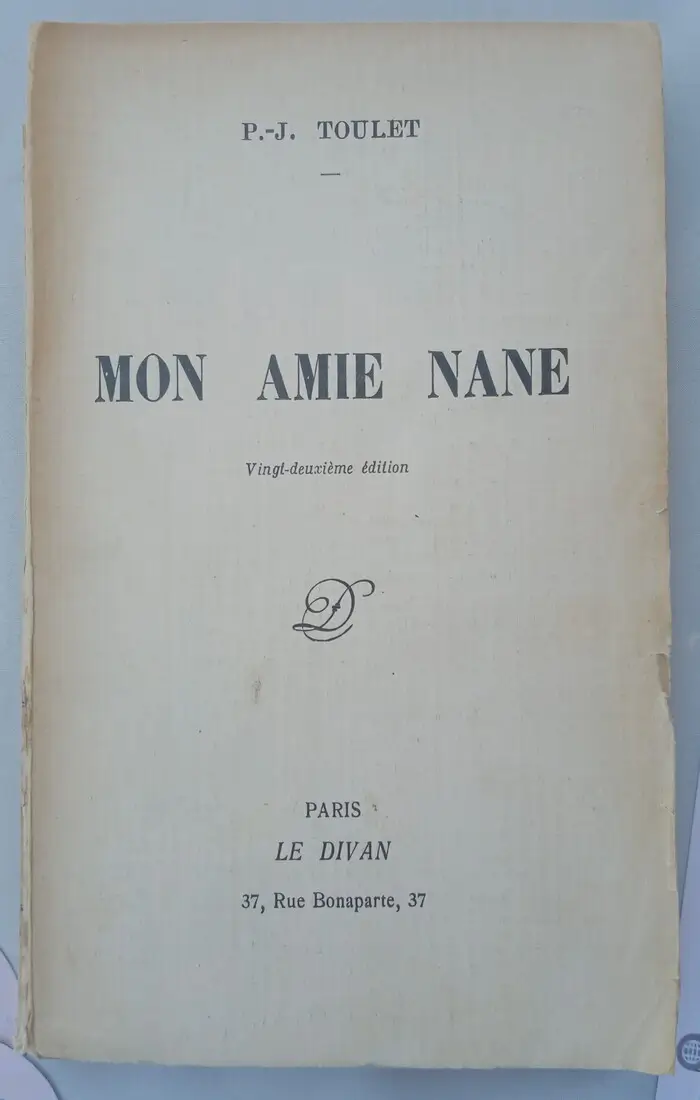 P.-J. TOULET
MON AMIE NANE
Vingt-deuxième édition
D
PARIS
LE DIVAN
37, Rue Bonaparte, 37